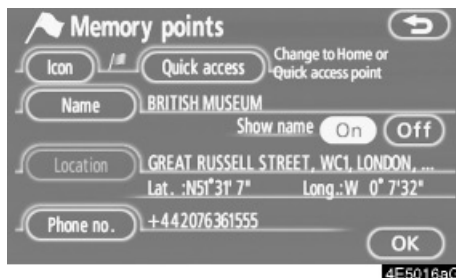 Memory points
Icon Quick access Change to Home or
Quick access point
Name BRITISH MUSEUM
Show name On Off
Location GREAT RUSSELL STREET, WC1, LONDON, ...
Lat. :N51°31' 7" Long.:W 0° 7'32"
Phone no. +442076361555
OK
4E5016aG